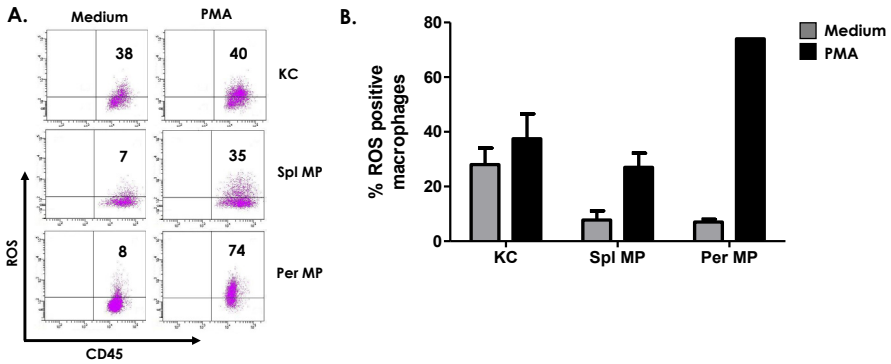 A.
Medium PMA
38 40 KC
7 35 Spl MP
8 74 Per MP
ROS
CD45
B.
80
60
40
20
0
% ROS positive
macrophages
KC Spl MP Per MP
Medium
PMA